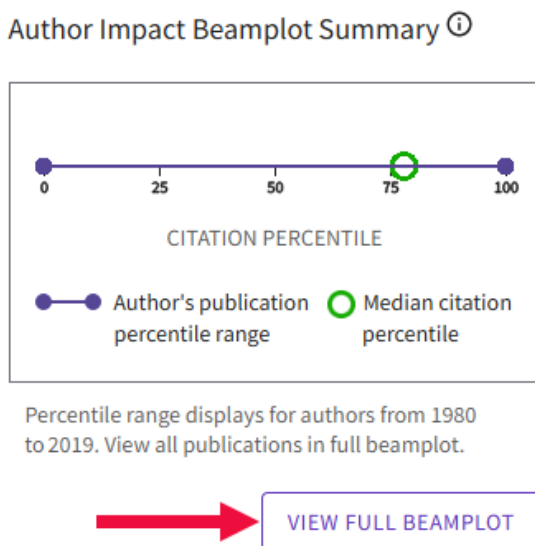 Author Impact Beamplot Summary
0 25 50 75 100
CITATION PERCENTILE
Author's publication percentile range
Median citation percentile
Percentile range displays for authors from 1980
to 2019. View all publications in full beamplot.
VIEW FULL BEAMPLOT